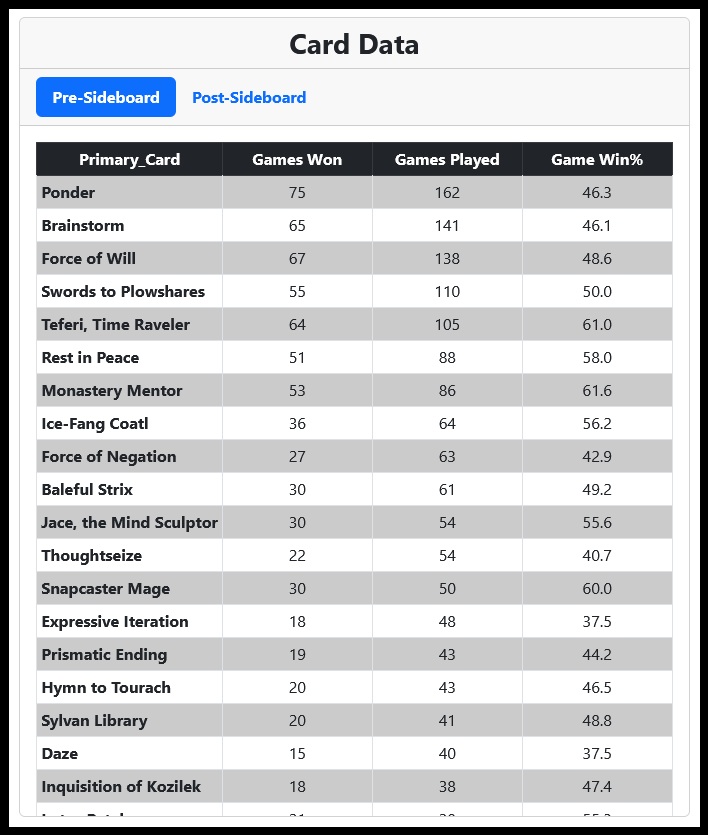 Card Data
Pre-Sideboard Post-Sideboard
Primary_Card Games Won Games Played Game Win%
Ponder 75 162 46.3
Brainstorm 65 141 46.1
Force of Will 67 138 48.6
Swords to Plowshares 55 110 50.0
Teferi, Time Raveler 64 105 61.0
Rest in Peace 51 88 58.0
Monastery Mentor 53 86 61.6
Ice-Fang Coatl 36 64 56.2
Force of Negation 27 63 42.9
Baleful Strix 30 61 49.2
Jace, the Mind Sculptor 30 54 55.6
Thoughtseize 22 54 40.7
Snapcaster Mage 30 50 60.0
Expressive Iteration 18 48 37.5
Prismatic Ending 19 43 44.2
Hymn to Tourach 20 43 46.5
Sylvan Library 20 41 48.8
Daze 15 40 37.5
Inquisition of Kozilek 18 38 47.4